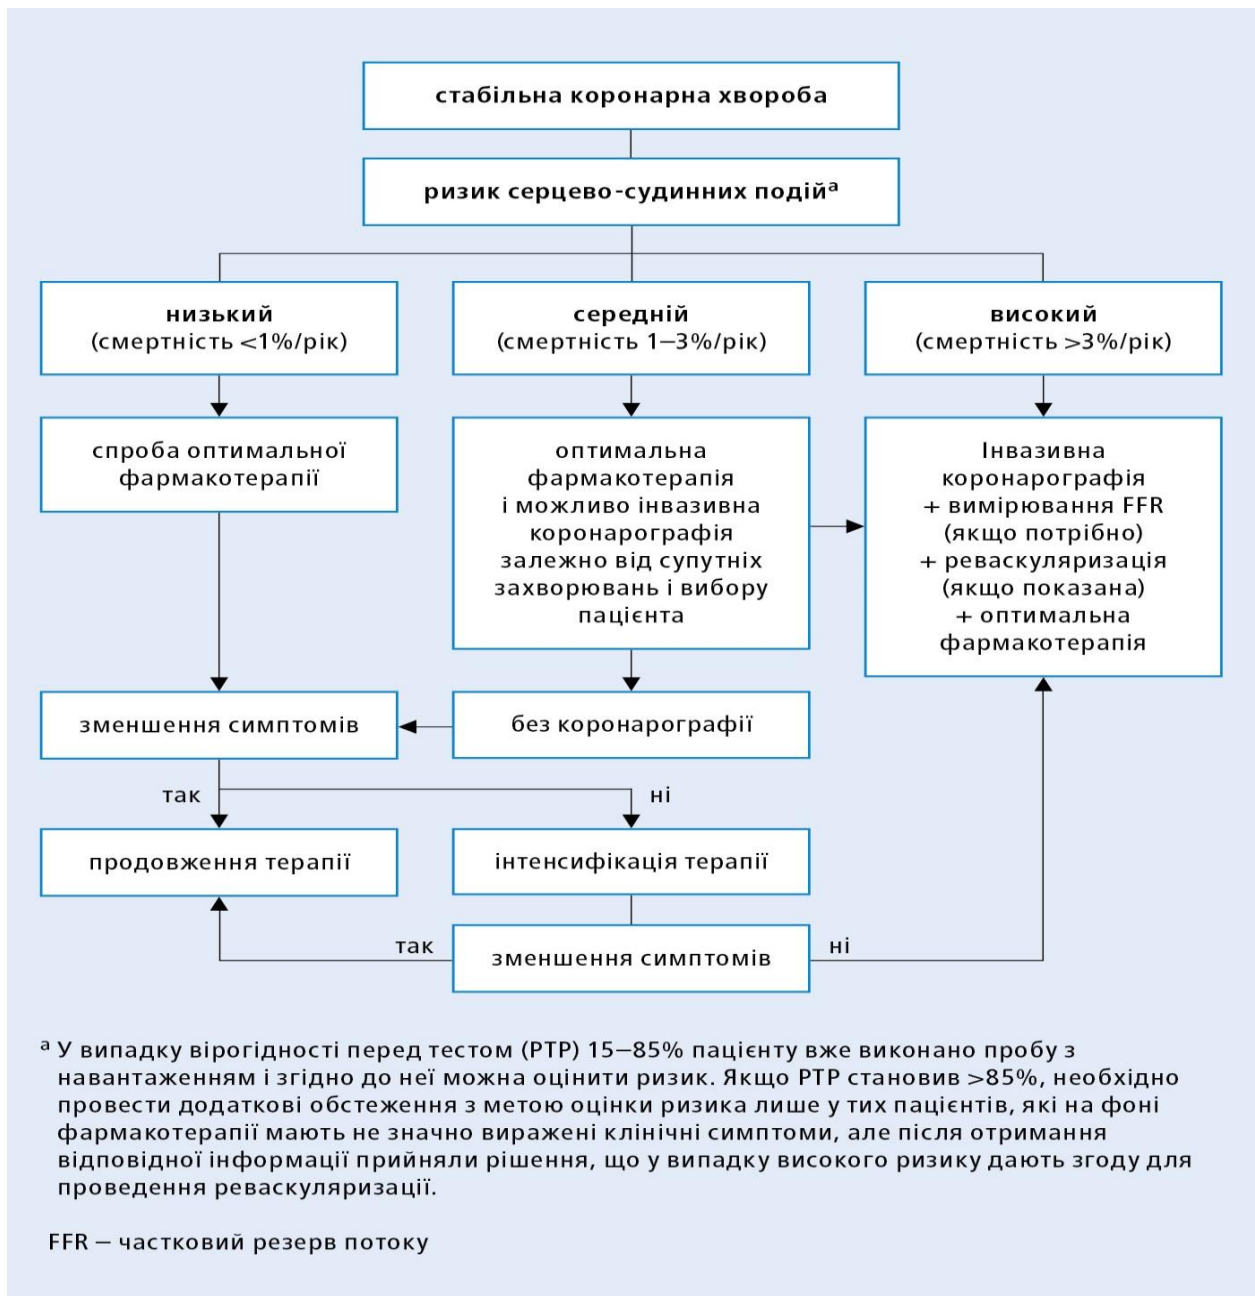 стабільна коронарна хвороба
ризик серцево-судинних подійᵃ
низький
(смертність <1%/рік)
середній
(смертність 1–3%/рік)
високий
(смертність >3%/рік)
спроба оптимальної
фармакотерапії
оптимальна
фармакотерапія
і можливо інвазивна
коронарографія
залежно від супутніх
захворювань і вибору
пацієнта
Інвазивна
коронарографія
+ вимірювання FFR
(якщо потрібно)
+ реваскуляризація
(якщо показана)
+ оптимальна
фармакотерапія
зменшення симптомів
без коронарографії
так
ні
продовження терапії
інтенсифікація терапії
так
зменшення симптомів
ні
ᵃ У випадку вірогідності перед тестом (PTP) 15–85% пацієнту вже виконано пробу з
навантаженням і згідно до неї можна оцінити ризик. Якщо PTP становив >85%, необхідно
провести додаткові обстеження з метою оцінки ризика лише у тих пацієнтів, які на фоні
фармакотерапії мають не значно виражені клінічні симптоми, але після отримання
відповідної інформації прийняли рішення, що у випадку високого ризику дають згоду для
проведення реваскуляризації.
FFR – частковий резерв потоку